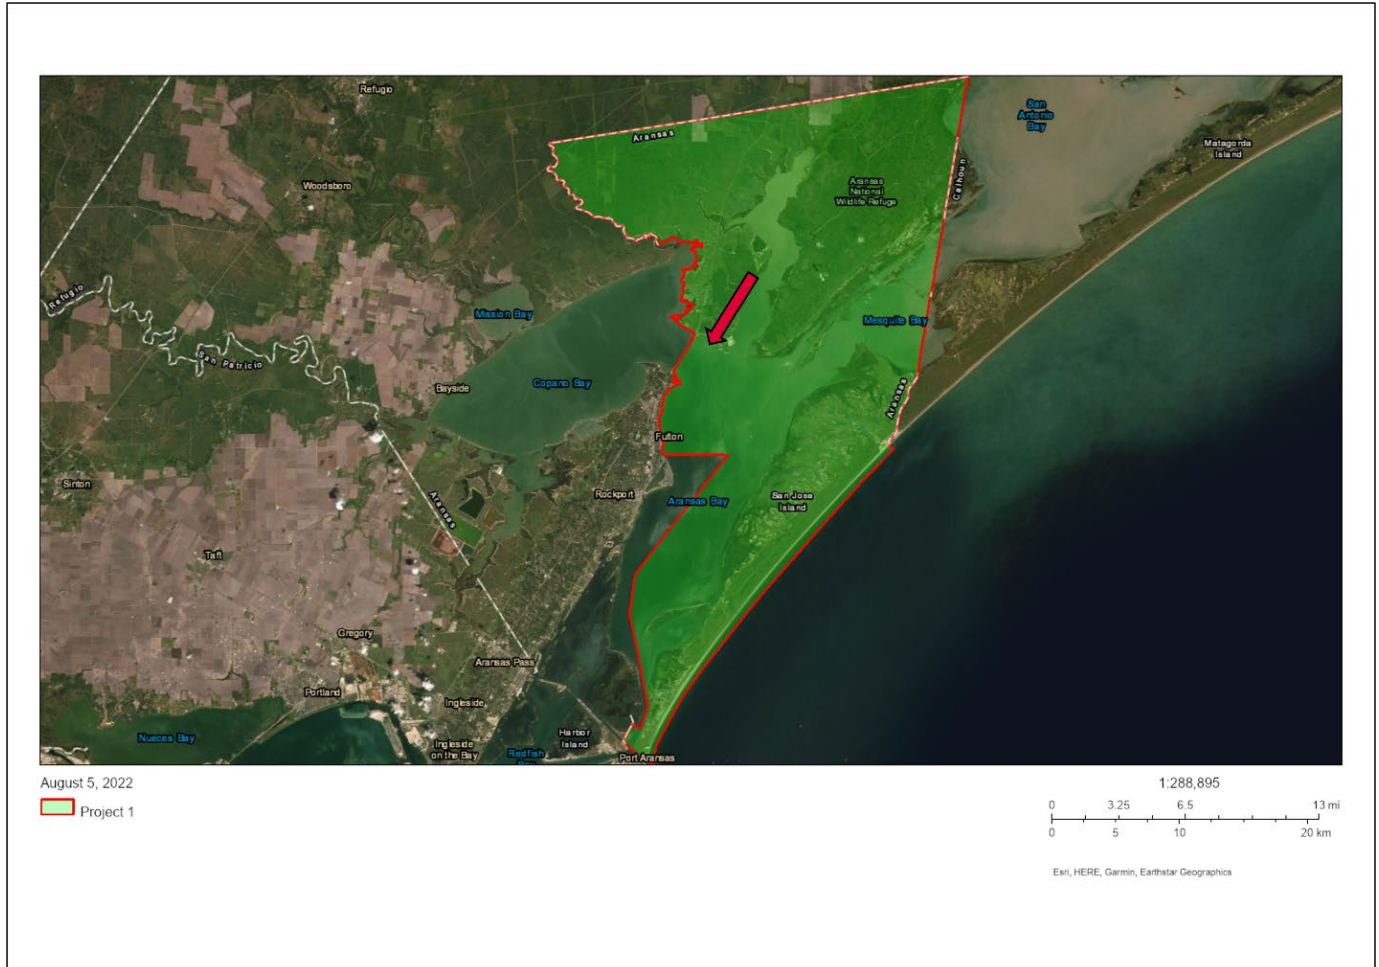 Refugio
San
Antonio
Bay
Aransas
Matagorda
Island
Calhoun
Woodsboro
Aransas
National
Wildlife Refuge
Refugio
Mission Bay
Mesquite Bay
San Patricio
Copano Bay
Bayside
Aransas
Fulton
Sinton
Rockport
Aransas Bay
San Jose
Island
Aransas
Taft
Gregory
Aransas Pass
Portland
Ingleside
Nueces Bay
Harbor
Island
Ingleside
on the Bay
Redfish
Bay
Port Aransas
August 5, 2022
1:288,895
Project 1
0 3.25 6.5 13 mi
0 5 10 20 km
Esri, HERE, Garmin, Earthstar Geographics